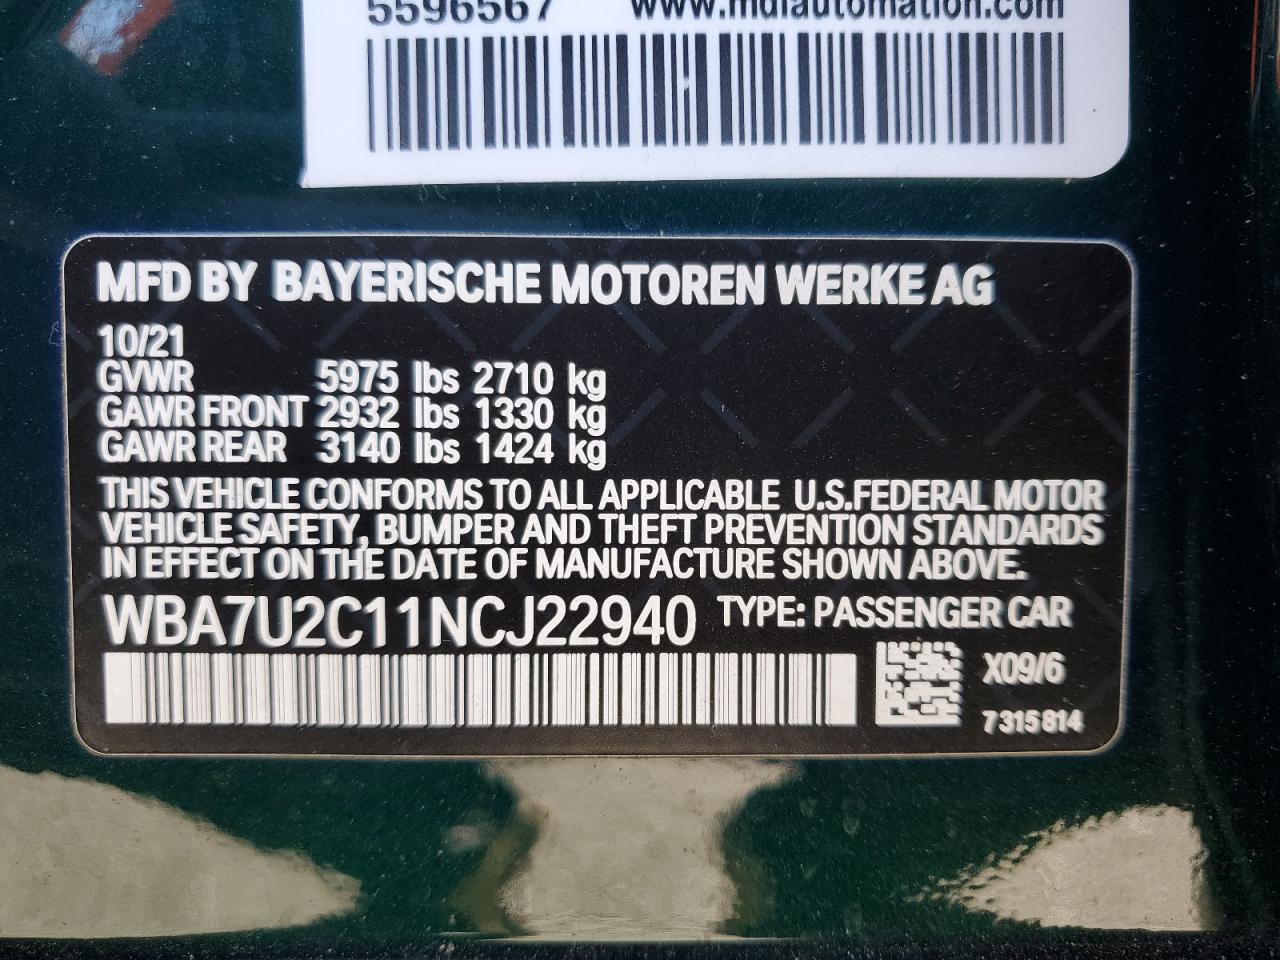 5596567 www.mdiautomation.com
MFD BY BAYERISCHE MOTOREN WERKE AG
10/21
GVWR 5975 lbs 2710 kg
GAWR FRONT 2932 lbs 1330 kg
GAWR REAR 3140 lbs 1424 kg
THIS VEHICLE CONFORMS TO ALL APPLICABLE U.S.FEDERAL MOTOR
VEHICLE SAFETY, BUMPER AND THEFT PREVENTION STANDARDS
IN EFFECT ON THE DATE OF MANUFACTURE SHOWN ABOVE.
WBA7U2C11NCJ22940 TYPE: PASSENGER CAR
X09/6
7 315 814